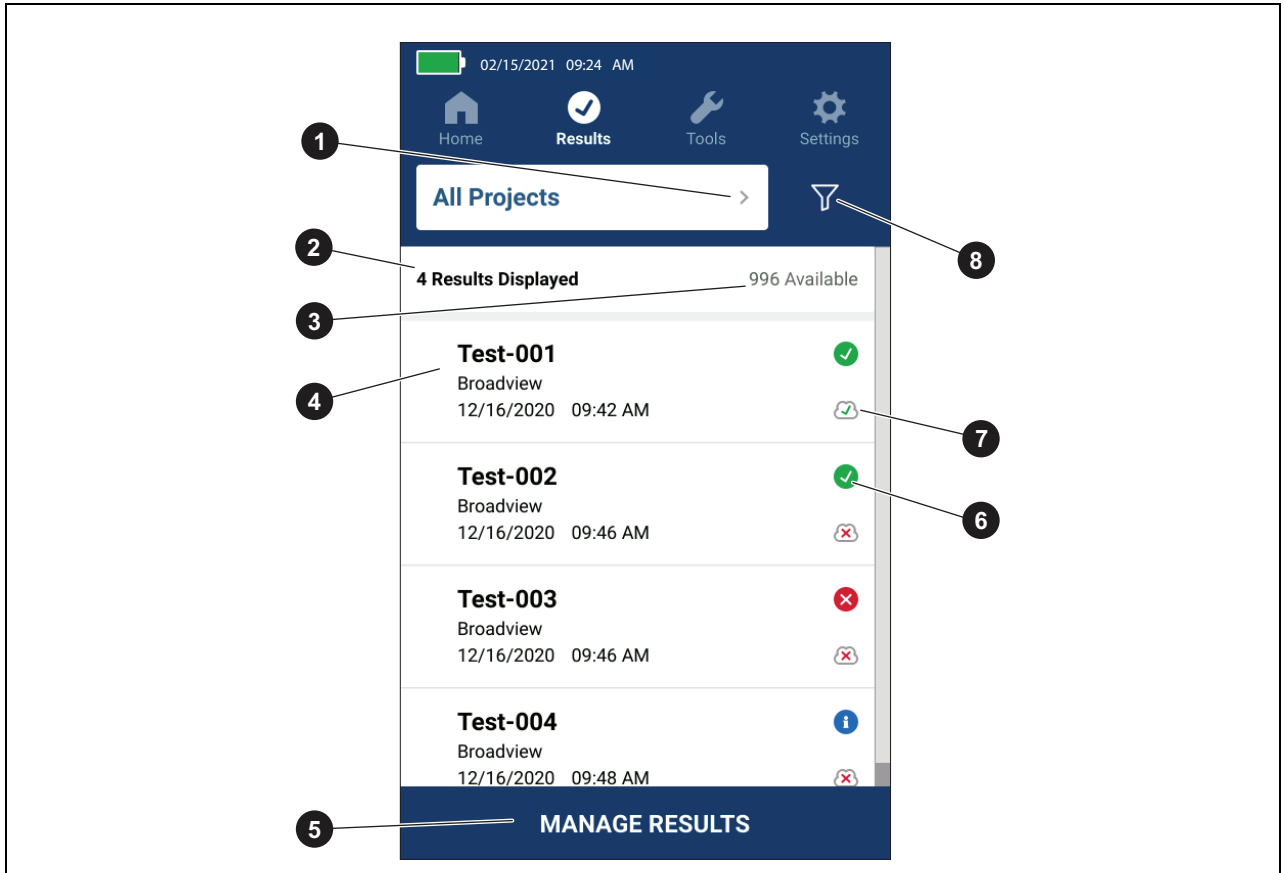 02/15/2021 09:24 AM
Home Results Tools Settings
1
All Projects
8
2
4 Results Displayed 996 Available
3
Test-001
Broadview
12/16/2020 09:42 AM
4
7
Test-002
Broadview
12/16/2020 09:46 AM
6
Test-003
Broadview
12/16/2020 09:46 AM
Test-004
Broadview
12/16/2020 09:48 AM
5
MANAGE RESULTS